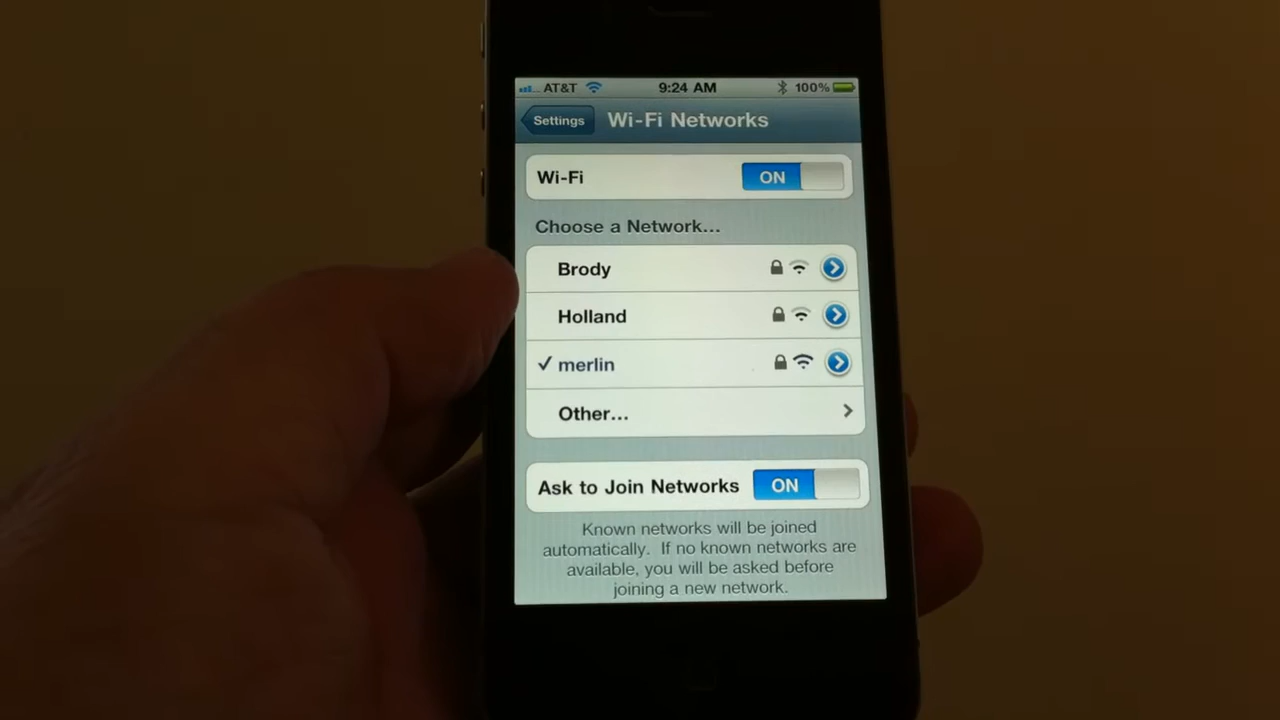 AT&T 9:24 AM 100%
Settings Wi-Fi Networks
Wi-Fi ON
Choose a Network...
Brody
Holland
merlin
Other...
Ask to Join Networks ON
Known networks will be joined
automatically. If no known networks are
available, you will be asked before
joining a new network.